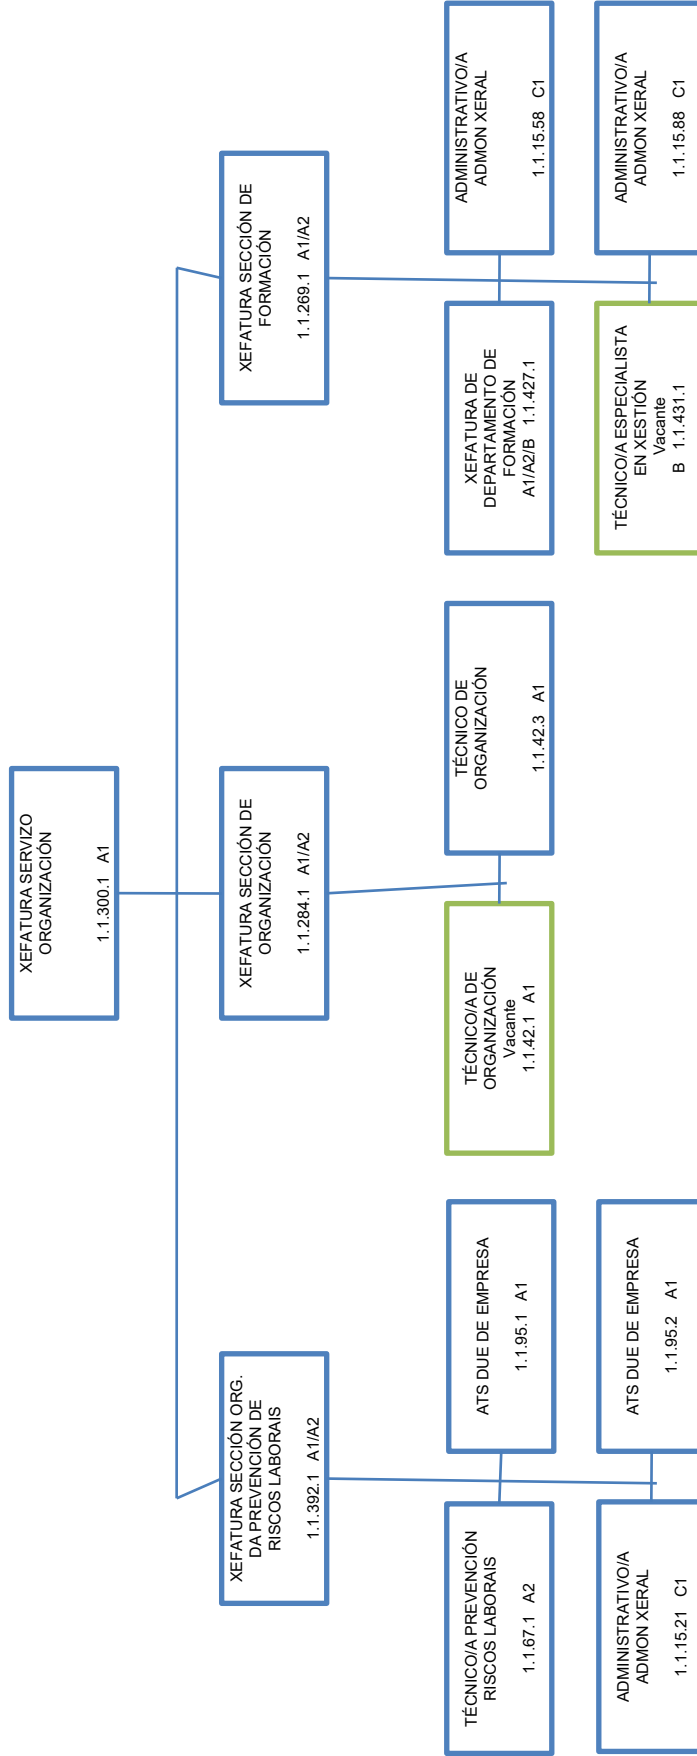 XEFATURA SERVIZO
ORGANIZACIÓN
1.1.300.1 A1
XEFATURA SECCIÓN ORG.
DA PREVENCIÓN DE
RISCOS LABORAIS
1.1.392.1 A1/A2
XEFATURA SECCIÓN DE
ORGANIZACIÓN
1.1.284.1 A1/A2
XEFATURA SECCIÓN DE
FORMACIÓN
1.1.269.1 A1/A2
TÉCNICO/A PREVENCIÓN
RISCOS LABORAIS
1.1.67.1 A2
ATS DUE DE EMPRESA
1.1.95.1 A1
TÉCNICO/A DE
ORGANIZACIÓN
Vacante
1.1.42.1 A1
TÉCNICO DE
ORGANIZACIÓN
1.1.42.3 A1
XEFATURA DE
DEPARTAMENTO DE
FORMACIÓN
A1/A2/B 1.1.427.1
ADMINISTRATIVO/A
ADMON XERAL
1.1.15.58 C1
ADMINISTRATIVO/A
ADMON XERAL
1.1.15.21 C1
ATS DUE DE EMPRESA
1.1.95.2 A1
TÉCNICO/A ESPECIALISTA
EN XESTIÓN
Vacante
B 1.1.431.1
ADMINISTRATIVO/A
ADMON XERAL
1.1.15.88 C1